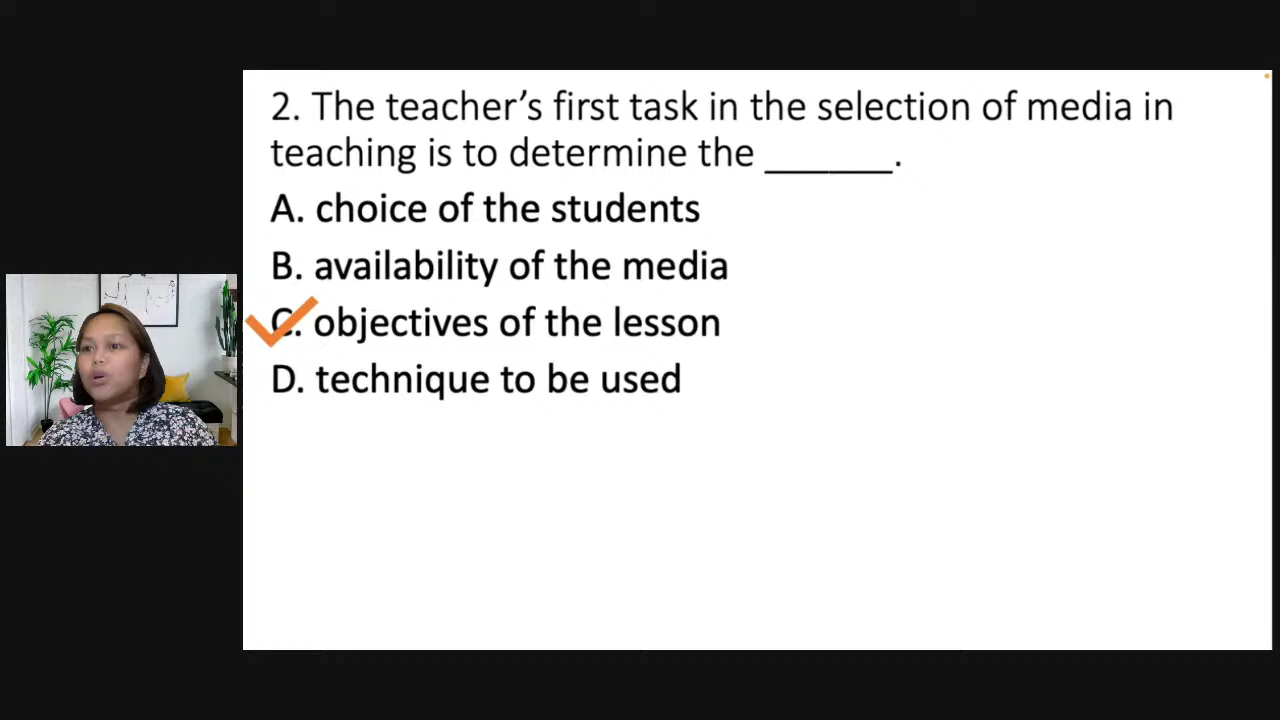 2. The teacher’s first task in the selection of media in
teaching is to determine the ______.
A. choice of the students
B. availability of the media
C. objectives of the lesson
D. technique to be used